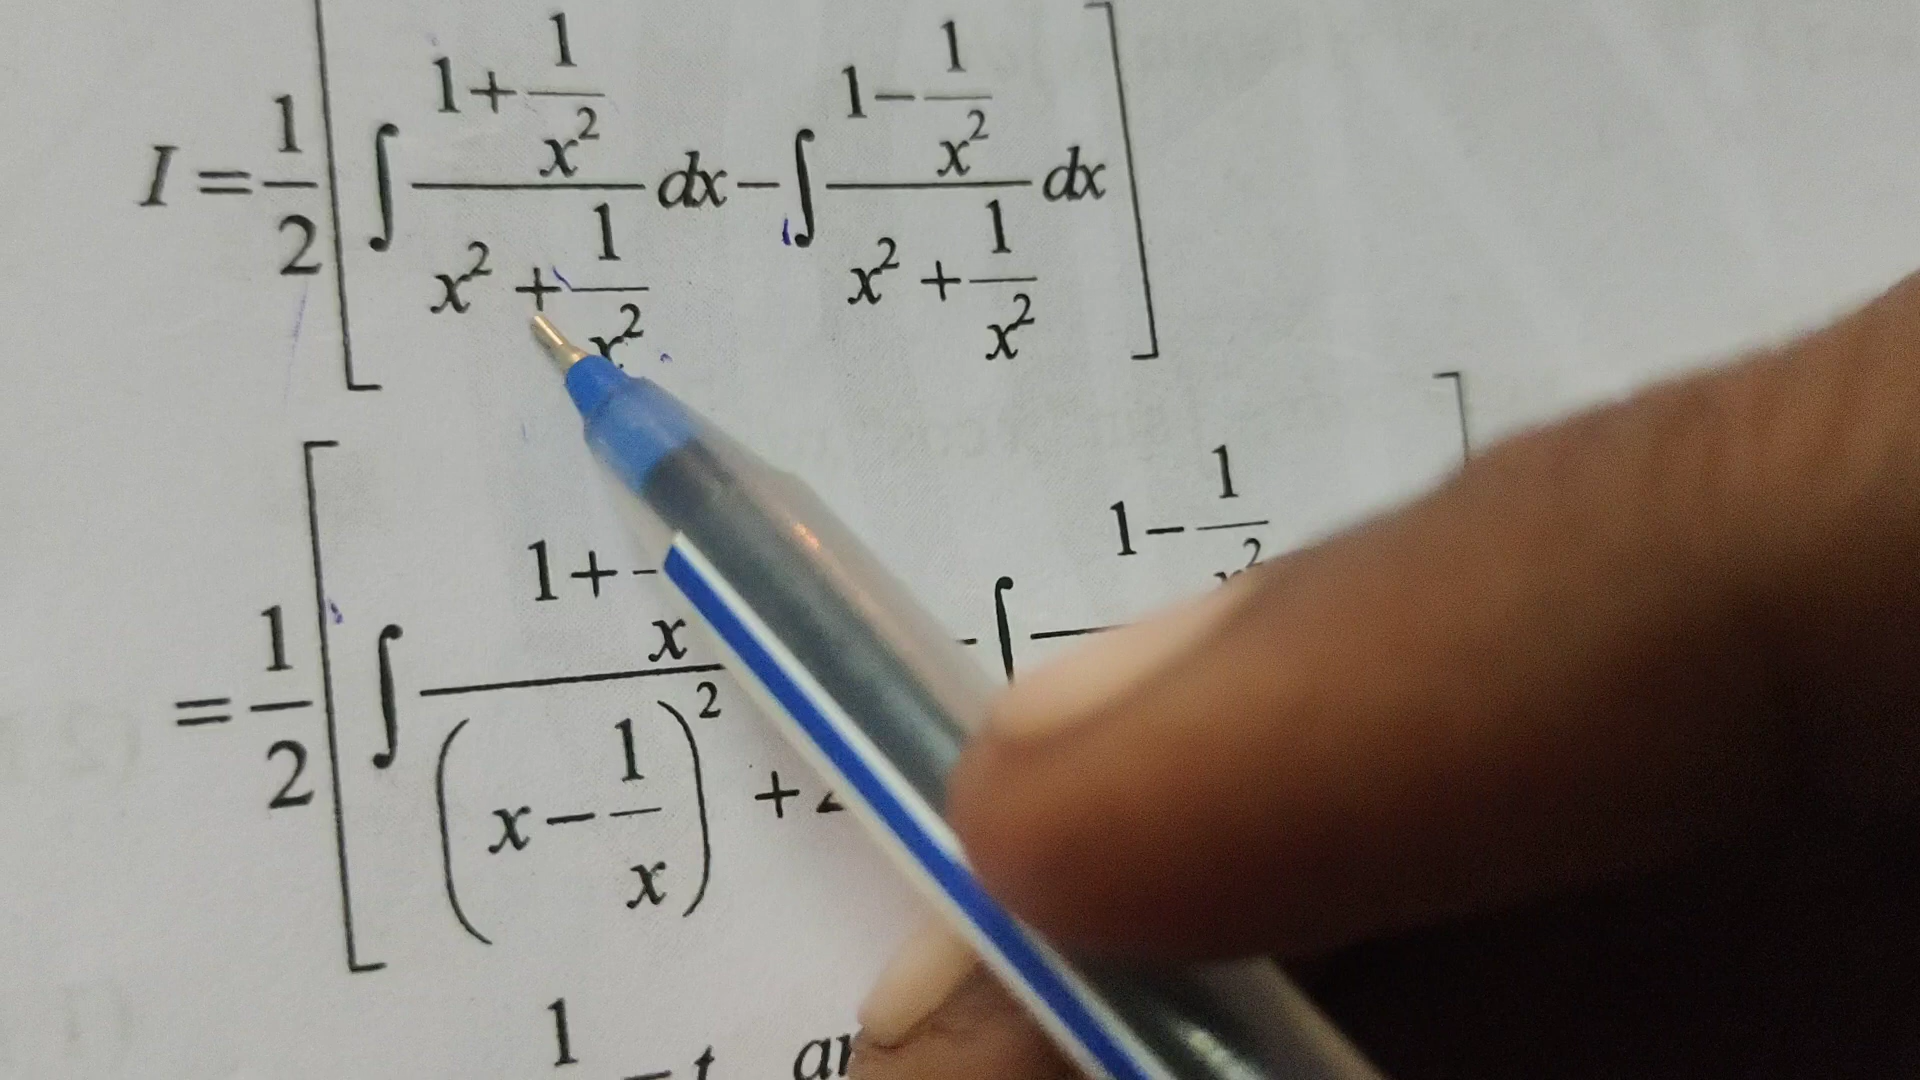 I = 1/2 [ ∫ (1 + 1/x²)/(x² + 1/x²) dx − ∫ (1 − 1/x²)/(x² + 1/x²) dx ]
= 1/2 [ ∫ (1 + 1/x)/((x − 1/x)² + − ∫ (1 − 1/x²) ]
1 − t